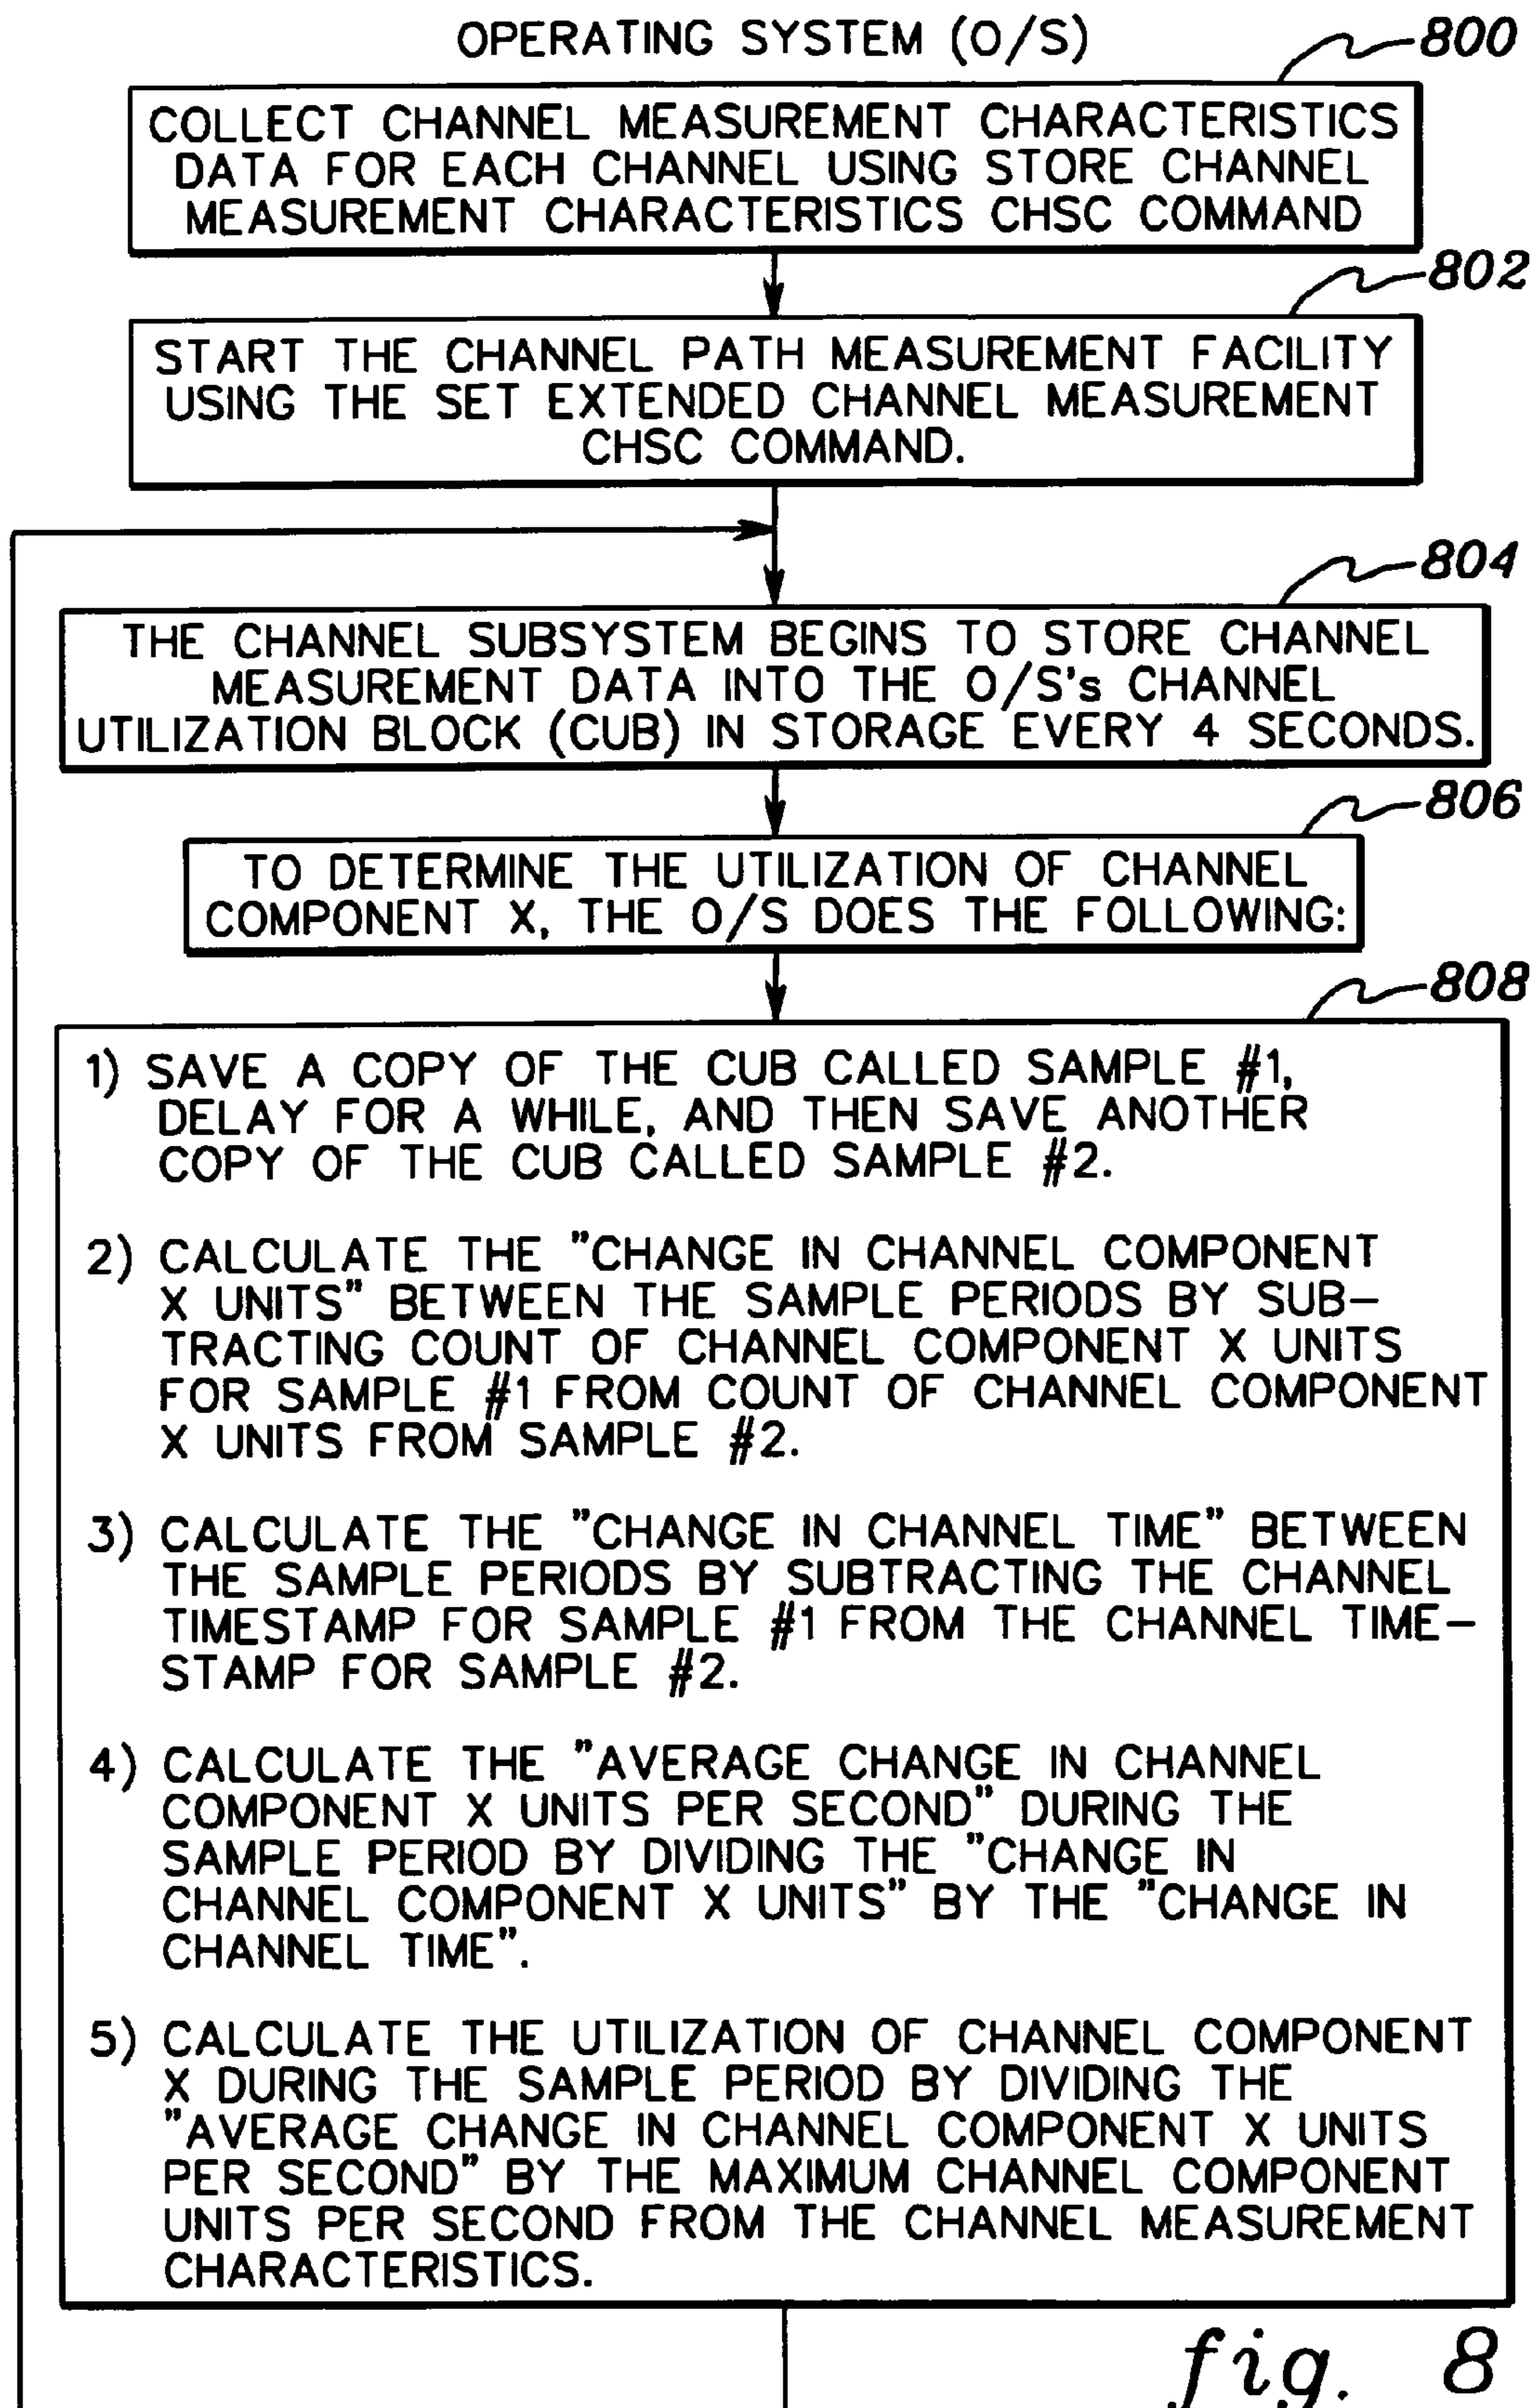 OPERATING SYSTEM (O/S)
800
COLLECT CHANNEL MEASUREMENT CHARACTERISTICS
DATA FOR EACH CHANNEL USING STORE CHANNEL
MEASUREMENT CHARACTERISTICS CHSC COMMAND
802
START THE CHANNEL PATH MEASUREMENT FACILITY
USING THE SET EXTENDED CHANNEL MEASUREMENT
CHSC COMMAND.
804
THE CHANNEL SUBSYSTEM BEGINS TO STORE CHANNEL
MEASUREMENT DATA INTO THE O/S's CHANNEL
UTILIZATION BLOCK (CUB) IN STORAGE EVERY 4 SECONDS.
806
TO DETERMINE THE UTILIZATION OF CHANNEL
COMPONENT X, THE O/S DOES THE FOLLOWING:
808
1) SAVE A COPY OF THE CUB CALLED SAMPLE #1,
DELAY FOR A WHILE, AND THEN SAVE ANOTHER
COPY OF THE CUB CALLED SAMPLE #2.
2) CALCULATE THE "CHANGE IN CHANNEL COMPONENT
X UNITS" BETWEEN THE SAMPLE PERIODS BY SUB-
TRACTING COUNT OF CHANNEL COMPONENT X UNITS
FOR SAMPLE #1 FROM COUNT OF CHANNEL COMPONENT
X UNITS FROM SAMPLE #2.
3) CALCULATE THE "CHANGE IN CHANNEL TIME" BETWEEN
THE SAMPLE PERIODS BY SUBTRACTING THE CHANNEL
TIMESTAMP FOR SAMPLE #1 FROM THE CHANNEL TIME-
STAMP FOR SAMPLE #2.
4) CALCULATE THE "AVERAGE CHANGE IN CHANNEL
COMPONENT X UNITS PER SECOND" DURING THE
SAMPLE PERIOD BY DIVIDING THE "CHANGE IN
CHANNEL COMPONENT X UNITS" BY THE "CHANGE IN
CHANNEL TIME".
5) CALCULATE THE UTILIZATION OF CHANNEL COMPONENT
X DURING THE SAMPLE PERIOD BY DIVIDING THE
"AVERAGE CHANGE IN CHANNEL COMPONENT X UNITS
PER SECOND" BY THE MAXIMUM CHANNEL COMPONENT
UNITS PER SECOND FROM THE CHANNEL MEASUREMENT
CHARACTERISTICS.
fig. 8